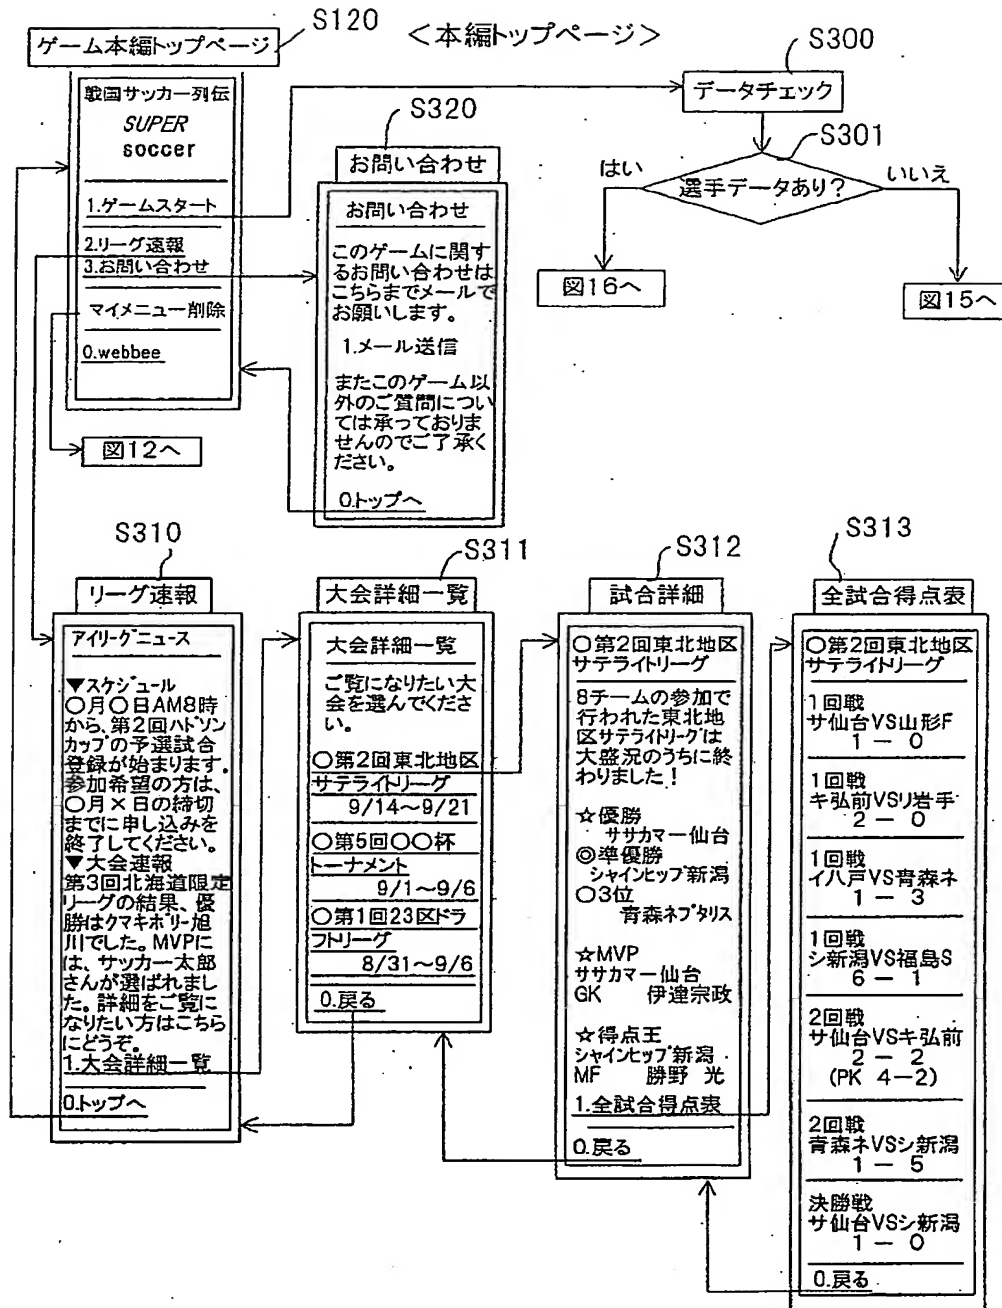 S120
<本編トップページ>
ゲーム本編トップページ
戦国サッカー列伝
SUPER
soccer
1.ゲームスタート
2.リーグ速報
3.お問い合わせ
マイメニュー削除
0.webbee
図12へ
S320
お問い合わせ
お問い合わせ
このゲームに関す
るお問い合わせは
こちらまでメールで
お願いします。
1.メール送信
またこのゲーム以
外のご質問につい
ては承っておりま
せんのでご了承く
ださい。
0.トップへ
S300
データチェック
S301
はい
選手データあり?
いいえ
図16へ
図15へ
S310
リーグ速報
アイリーグニュース
▼スケジュール
〇月〇日AM8時
から、第2回ハドソン
カップの予選試合
登録が始まります。
参加希望の方は、
〇月×日の締切
までに申し込みを
終了してください。
▼大会速報
第3回北海道限定
リーグの結果、優
勝はクマキホリー旭
川でした。MVPに
は、サッカー太郎
さんが選ばれまし
た。詳細をご覧に
なりたい方はこちら
にどうぞ。
1.大会詳細一覧
0.トップへ
S311
大会詳細一覧
大会詳細一覧
ご覧になりたい大
会を選んでくださ
い。
〇第2回東北地区
サテライトリーグ
9/14~9/21
〇第5回〇〇杯
トーナメント
9/1~9/6
〇第1回23区ドラ
フトリーグ
8/31~9/6
0.戻る
S312
試合詳細
〇第2回東北地区
サテライトリーグ
8チームの参加で
行われた東北地
区サテライトリーグは
大盛況のうちに終
わりました!
☆優勝
ササカマー仙台
◎準優勝
シャインヒップ新潟
〇3位
青森ネプタリス
☆MVP
ササカマー仙台
GK 伊達宗政
☆得点王
シャインヒップ新潟
MF 勝野 光
1.全試合得点表
0.戻る
S313
全試合得点表
〇第2回東北地区
サテライトリーグ
1回戦
サ仙台VS山形F
1 ー 0
1回戦
キ弘前VSリ岩手
2 ー 0
1回戦
イ八戸VS青森ネ
1 ー 3
1回戦
シ新潟VS福島S
6 ー 1
2回戦
サ仙台VSキ弘前
2 ー 2
(PK 4ー2)
2回戦
青森ネVSシ新潟
1 ー 5
決勝戦
サ仙台VSシ新潟
1 ー 0
0.戻る